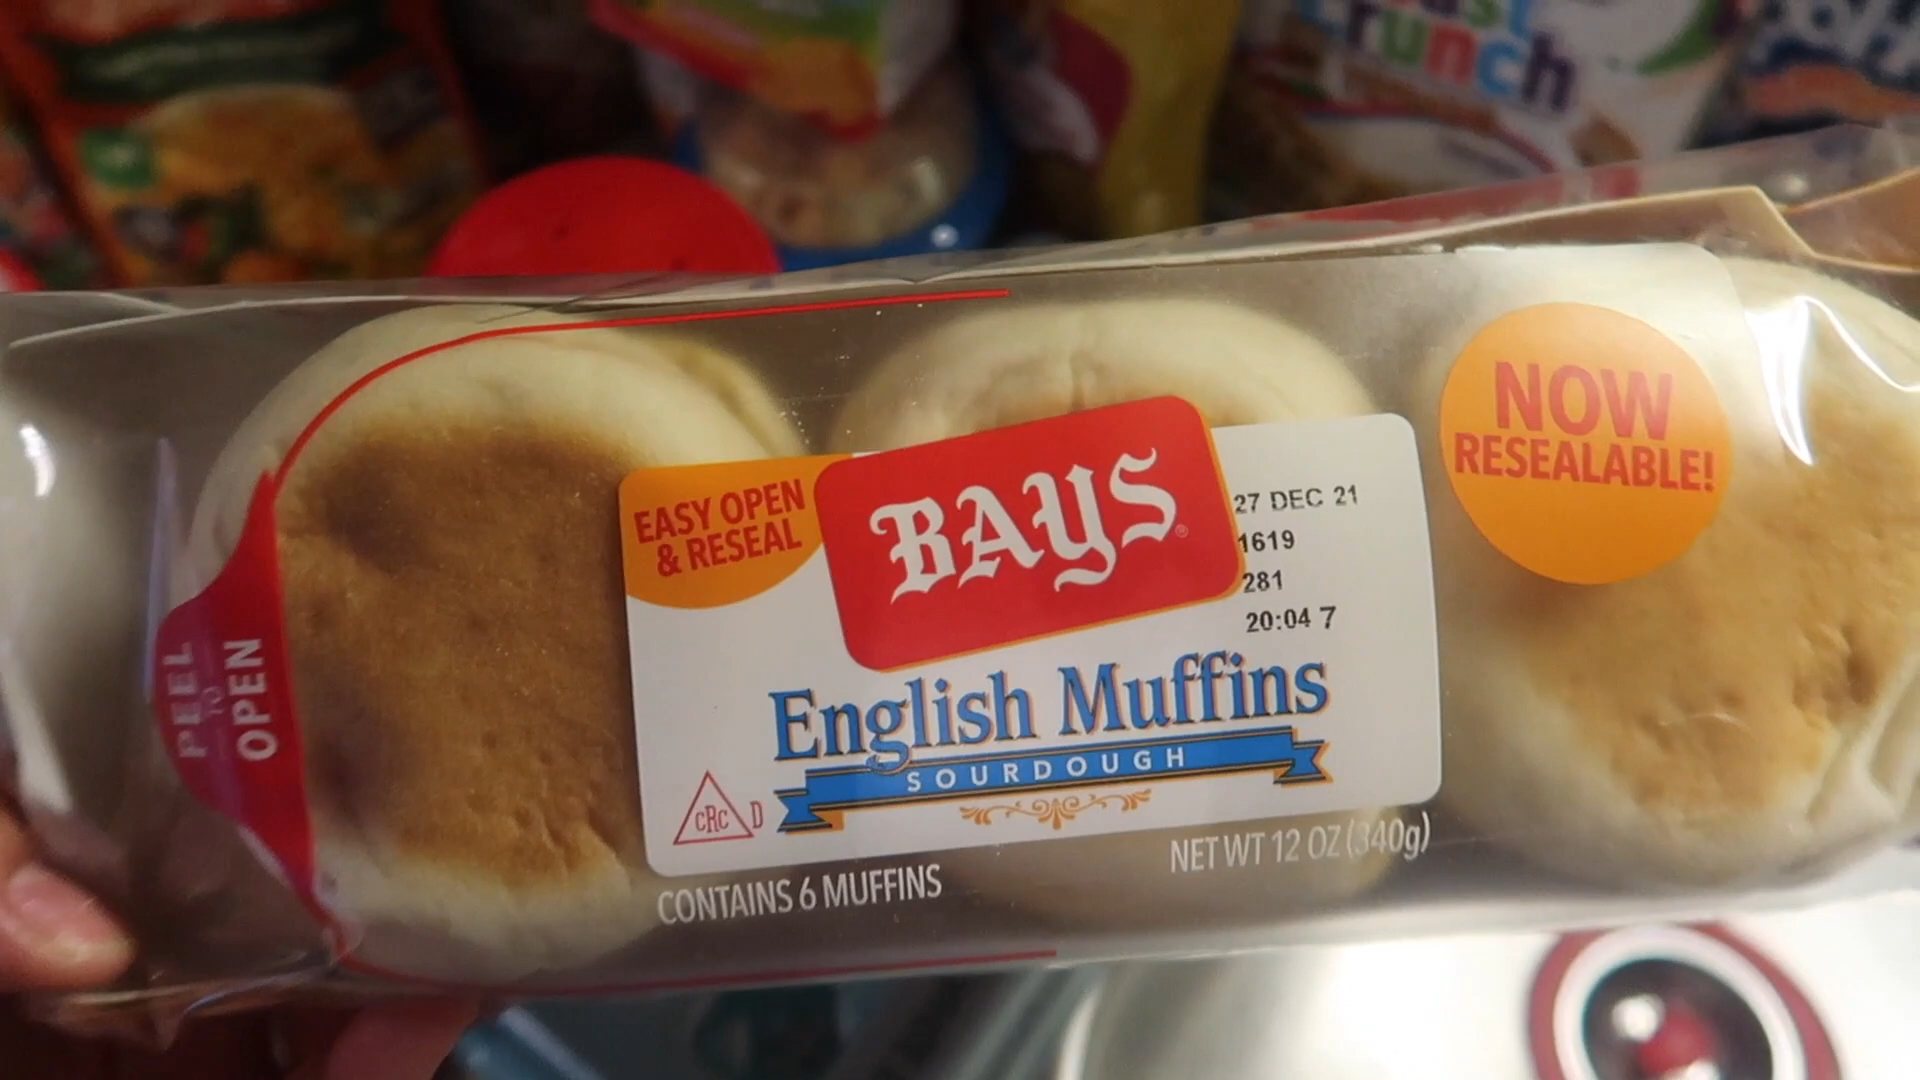 Crunch
EASY OPEN
& RESEAL
BAYS®
27 DEC 21
1619
281
20:04 7
NOW
RESEALABLE!
PEEL
TO
OPEN
English Muffins
SOURDOUGH
cRc D
CONTAINS 6 MUFFINS
NET WT 12 OZ (340g)